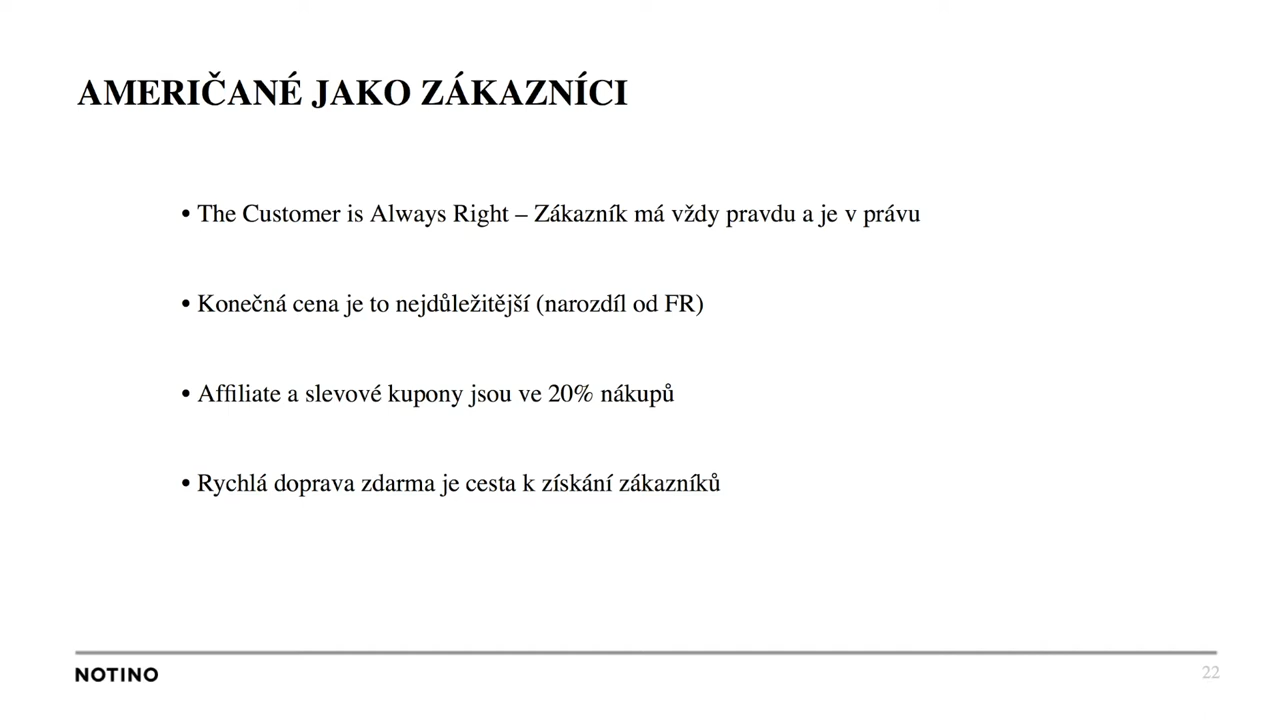 AMERIČANÉ JAKO ZÁKAZNÍCI
• The Customer is Always Right – Zákazník má vždy pravdu a je v právu
• Konečná cena je to nejdůležitější (narozdíl od FR)
• Affiliate a slevové kupony jsou ve 20% nákupů
• Rychlá doprava zdarma je cesta k získání zákazníků
NOTINO
22